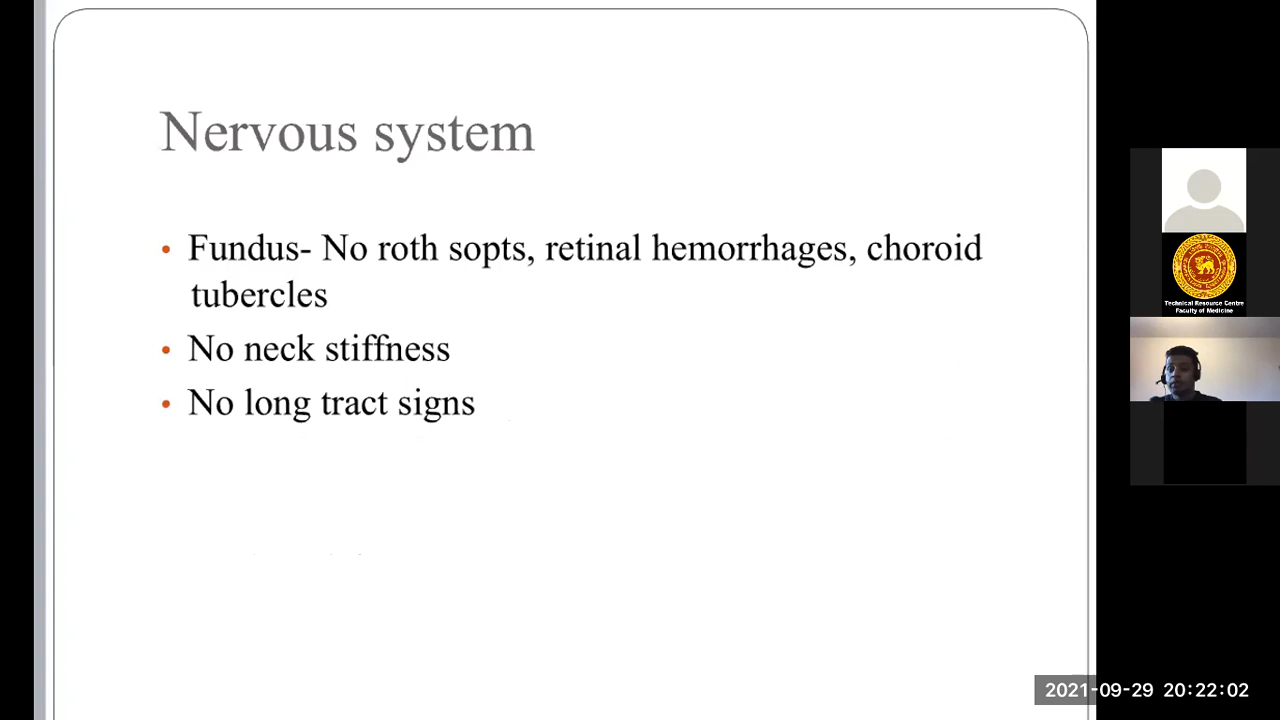 Nervous system
• Fundus- No roth sopts, retinal hemorrhages, choroid
tubercles
• No neck stiffness
• No long tract signs
Technical Resource Centre
Faculty of Medicine
2021-09-29 20:22:02